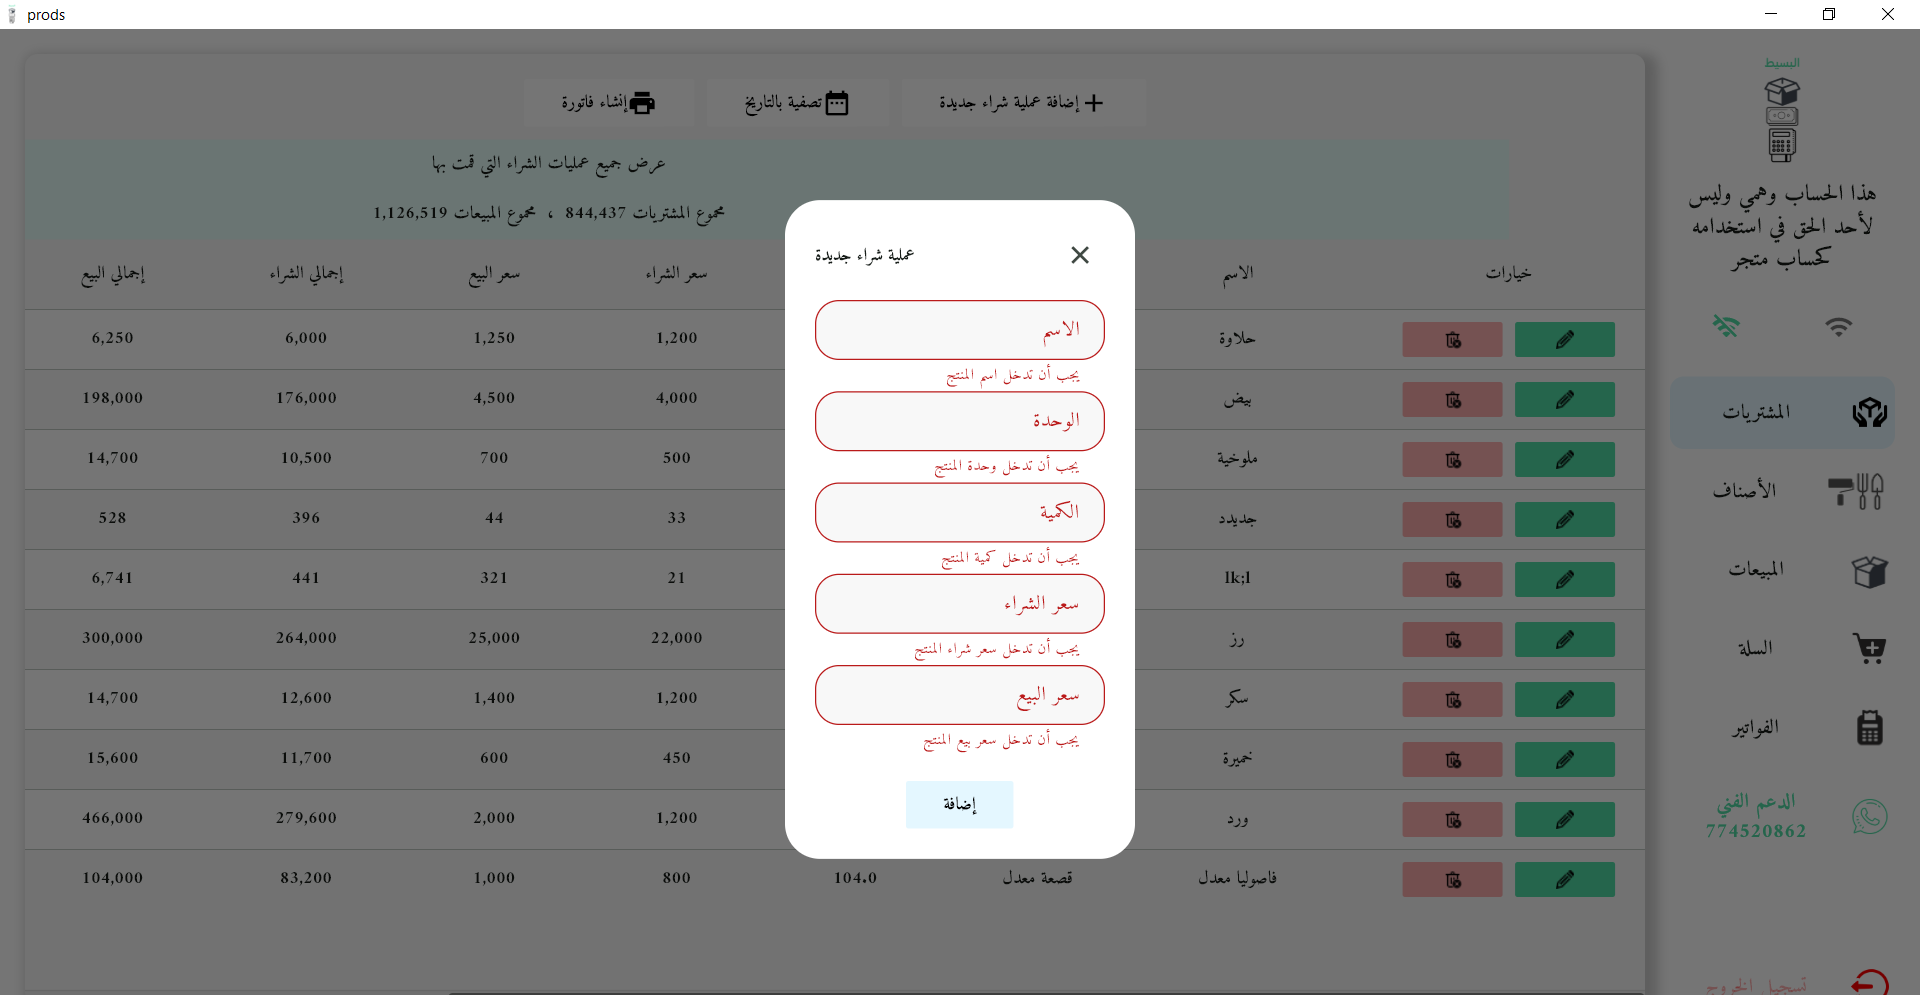 prods
البسيط
هذا الحساب وهمي وليس
لأحد الحق في استخدامه
كحساب متجر
المشتريات
الأصناف
المبيعات
السلة
الفواتير
الدعم الفني
774520862
تسجيل الخروج
إضافة عملية شراء جديدة
تصفية بالتاريخ
إنشاء فاتورة
عرض جميع عمليات الشراء التي قمت بها
مجموع المشتريات 844,437 ، مجموع المبيعات 1,126,519
خيارات الاسم سعر الشراء سعر البيع إجمالي الشراء إجمالي البيع
حلاوة 1,200 1,250 6,000 6,250
بيض 4,000 4,500 176,000 198,000
ملوخية 500 700 10,500 14,700
جديدد 33 44 396 528
lk;l 21 321 441 6,741
رز 22,000 25,000 264,000 300,000
سكر 1,200 1,400 12,600 14,700
خميرة 450 600 11,700 15,600
ورد 1,200 2,000 279,600 466,000
فاصوليا معدل قصعة معدل 104.0 800 1,000 83,200 104,000
عملية شراء جديدة
الاسم
يجب أن تدخل اسم المنتج
الوحدة
يجب أن تدخل وحدة المنتج
الكمية
يجب أن تدخل كمية المنتج
سعر الشراء
يجب أن تدخل سعر شراء المنتج
سعر البيع
يجب أن تدخل سعر بيع المنتج
إضافة